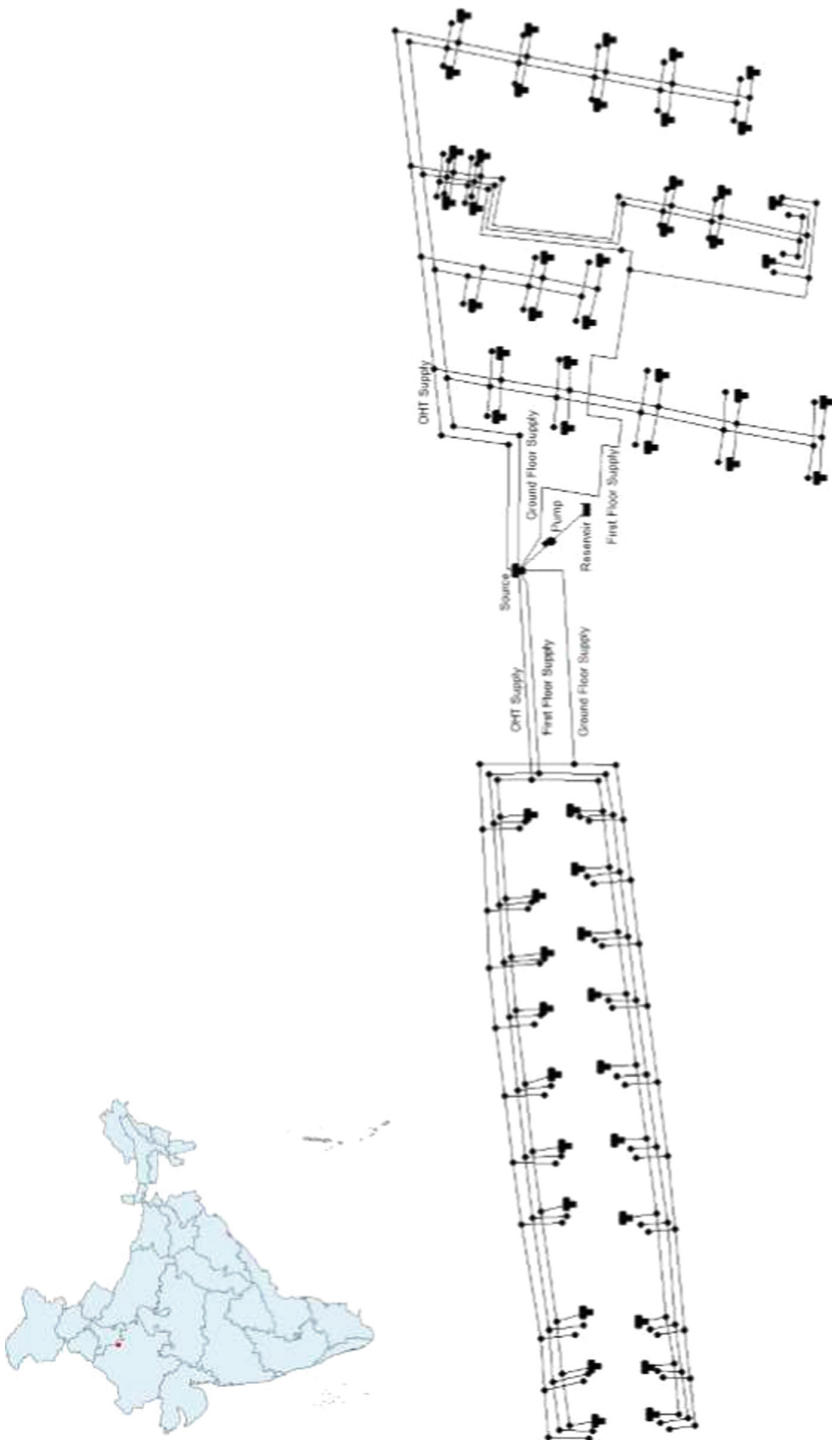 OHT Supply
Ground Floor Supply
First Floor Supply
Pump
Reservoir
Source
OHT Supply
First Floor Supply
Ground Floor Supply